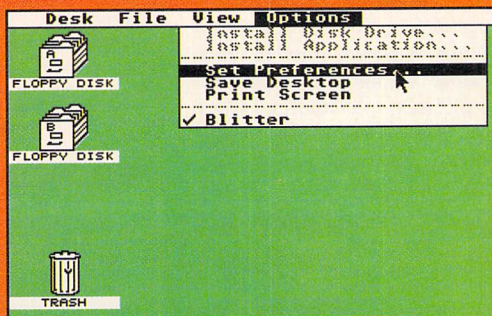 Desk File View Options
Install Disk Drive...
Install Application...
Set Preferences...
Save Desktop
Print Screen
✓ Blitter
A
FLOPPY DISK
B
FLOPPY DISK
TRASH